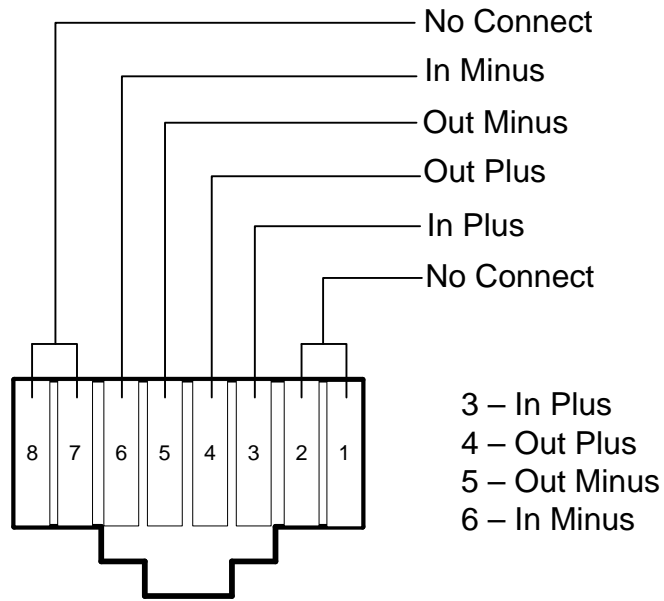 No Connect
In Minus
Out Minus
Out Plus
In Plus
No Connect
8 7 6 5 4 3 2 1
3 – In Plus
4 – Out Plus
5 – Out Minus
6 – In Minus